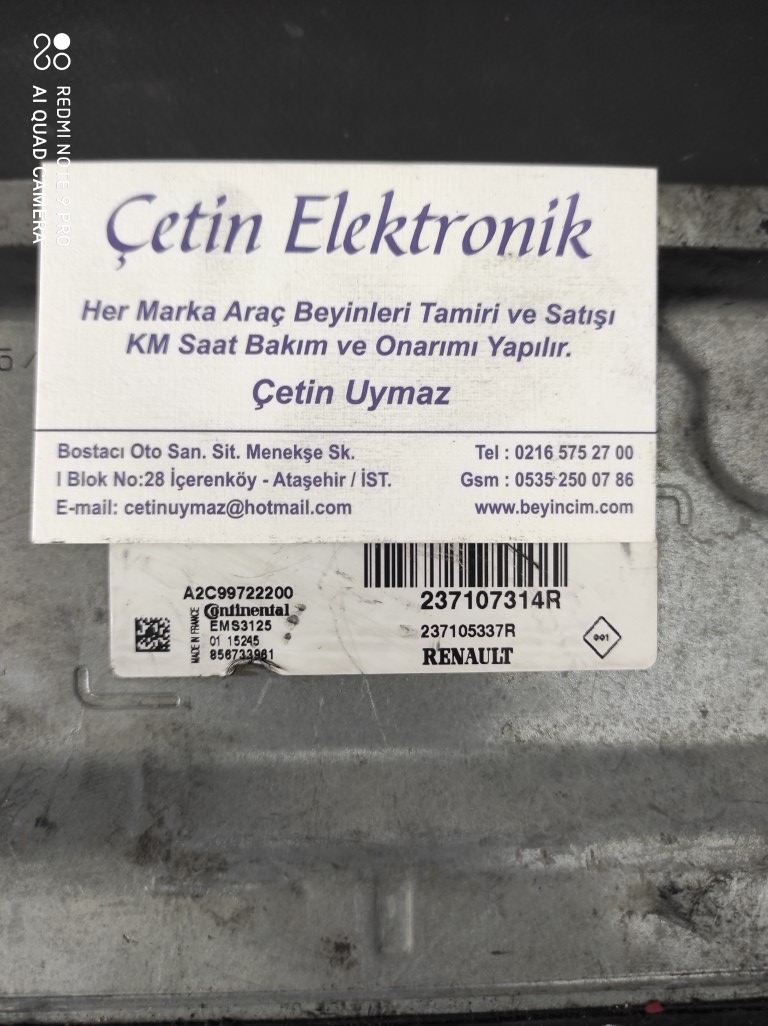 REDMI NOTE 9 PRO
AI QUAD CAMERA
Çetin Elektronik
Her Marka Araç Beyinleri Tamiri ve Satışı
KM Saat Bakım ve Onarımı Yapılır.
Çetin Uymaz
Bostacı Oto San. Sit. Menekşe Sk.
I Blok No:28 İçerenköy - Ataşehir / İST.
E-mail: cetinuymaz@hotmail.com
Tel : 0216 575 27 00
Gsm : 0535 250 07 86
www.beyincim.com
A2C99722200
Continental
EMS3125
01 15245
MADE IN FRANCE
237107314R
237105337R
RENAULT
001